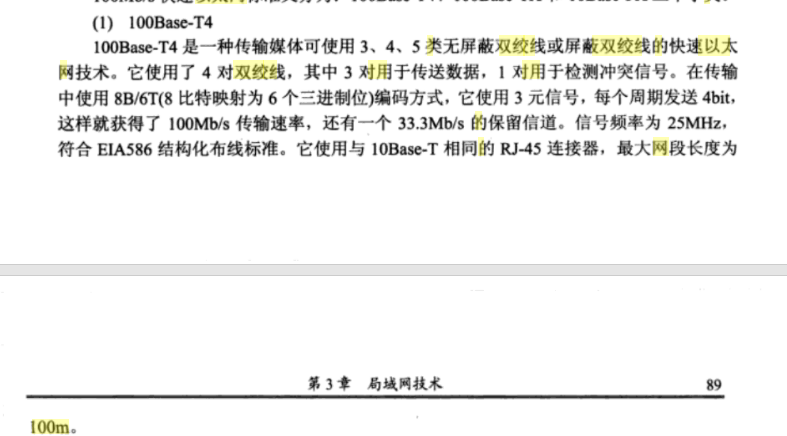 (1) 100Base-T4
100Base-T4 是一种传输媒体可使用 3、4、5 类无屏蔽双绞线或屏蔽双绞线的快速以太
网技术。它使用了 4 对双绞线，其中 3 对用于传送数据，1 对用于检测冲突信号。在传输
中使用 8B/6T(8 比特映射为 6 个三进制位)编码方式，它使用 3 元信号，每个周期发送 4bit，
这样就获得了 100Mb/s 传输速率，还有一个 33.3Mb/s 的保留信道。信号频率为 25MHz，
符合 EIA586 结构化布线标准。它使用与 10Base-T 相同的 RJ-45 连接器，最大网段长度为
第 3 章 局域网技术 89
100m。